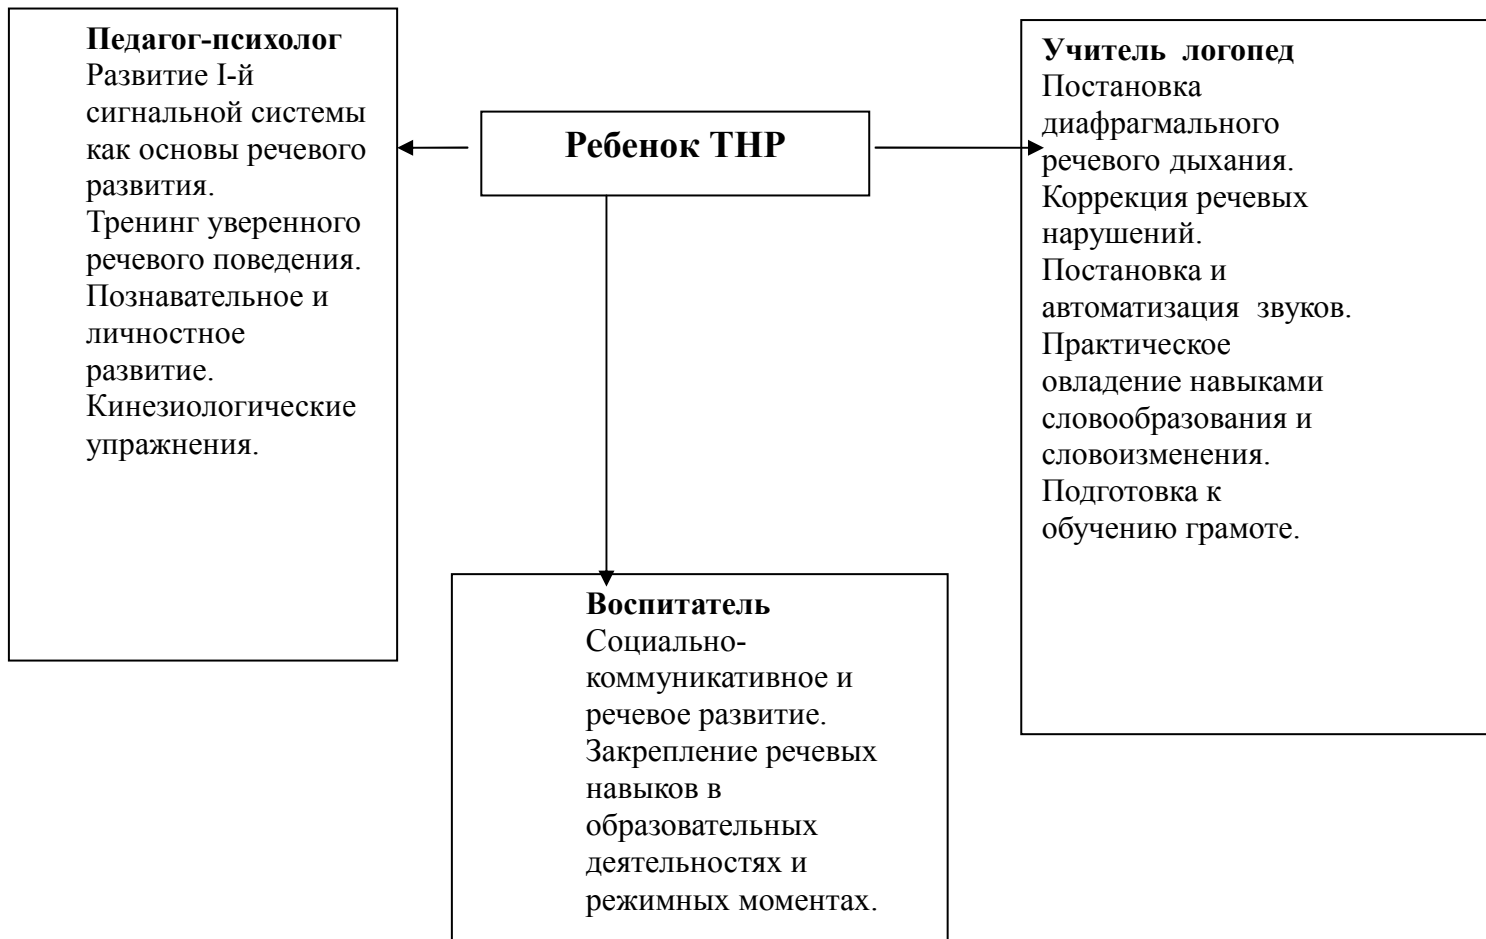 Педагог-психолог
Развитие I-й
сигнальной системы
как основы речевого
развития.
Тренинг уверенного
речевого поведения.
Познавательное и
личностное
развитие.
Кинезиологические
упражнения.
Ребенок ТНР
Учитель логопед
Постановка
диафрагмального
речевого дыхания.
Коррекция речевых
нарушений.
Постановка и
автоматизация звуков.
Практическое
овладение навыками
словообразования и
словоизменения.
Подготовка к
обучению грамоте.
Воспитатель
Социально-
коммуникативное и
речевое развитие.
Закрепление речевых
навыков в
образовательных
деятельностях и
режимных моментах.